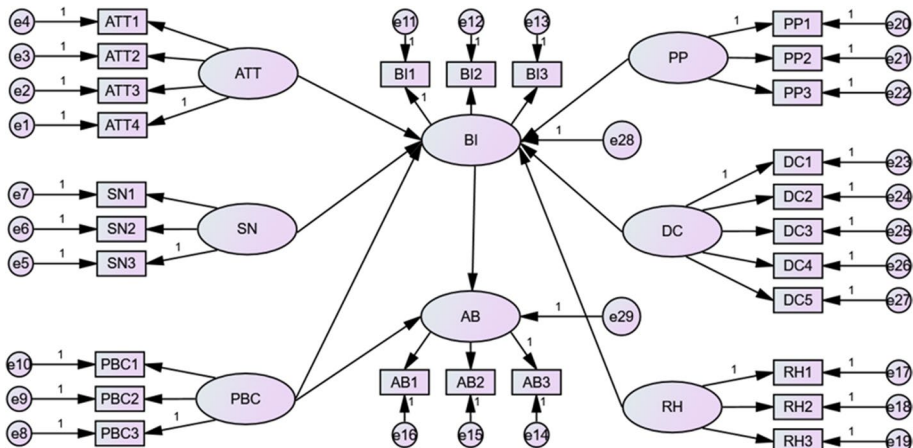 e4 1 ATT1
e3 1 ATT2
e2 1 ATT3
e1 1 ATT4
1
ATT
e7 1 SN1
e6 1 SN2
e5 1 SN3
1
SN
e10 1 PBC1
e9 1 PBC2
e8 1 PBC3
1
PBC
e11 e12 e13
1 1 1
BI1 BI2 BI3
1
BI
1 e28
AB
1 e29
1
AB1 AB2 AB3
1 1 1
e16 e15 e14
PP
1
PP1 1 e20
PP2 1 e21
PP3 1 e22
DC
1
DC1 1 e23
DC2 1 e24
DC3 1 e25
DC4 1 e26
DC5 1 e27
RH
1
RH1 1 e17
RH2 1 e18
RH3 1 e19